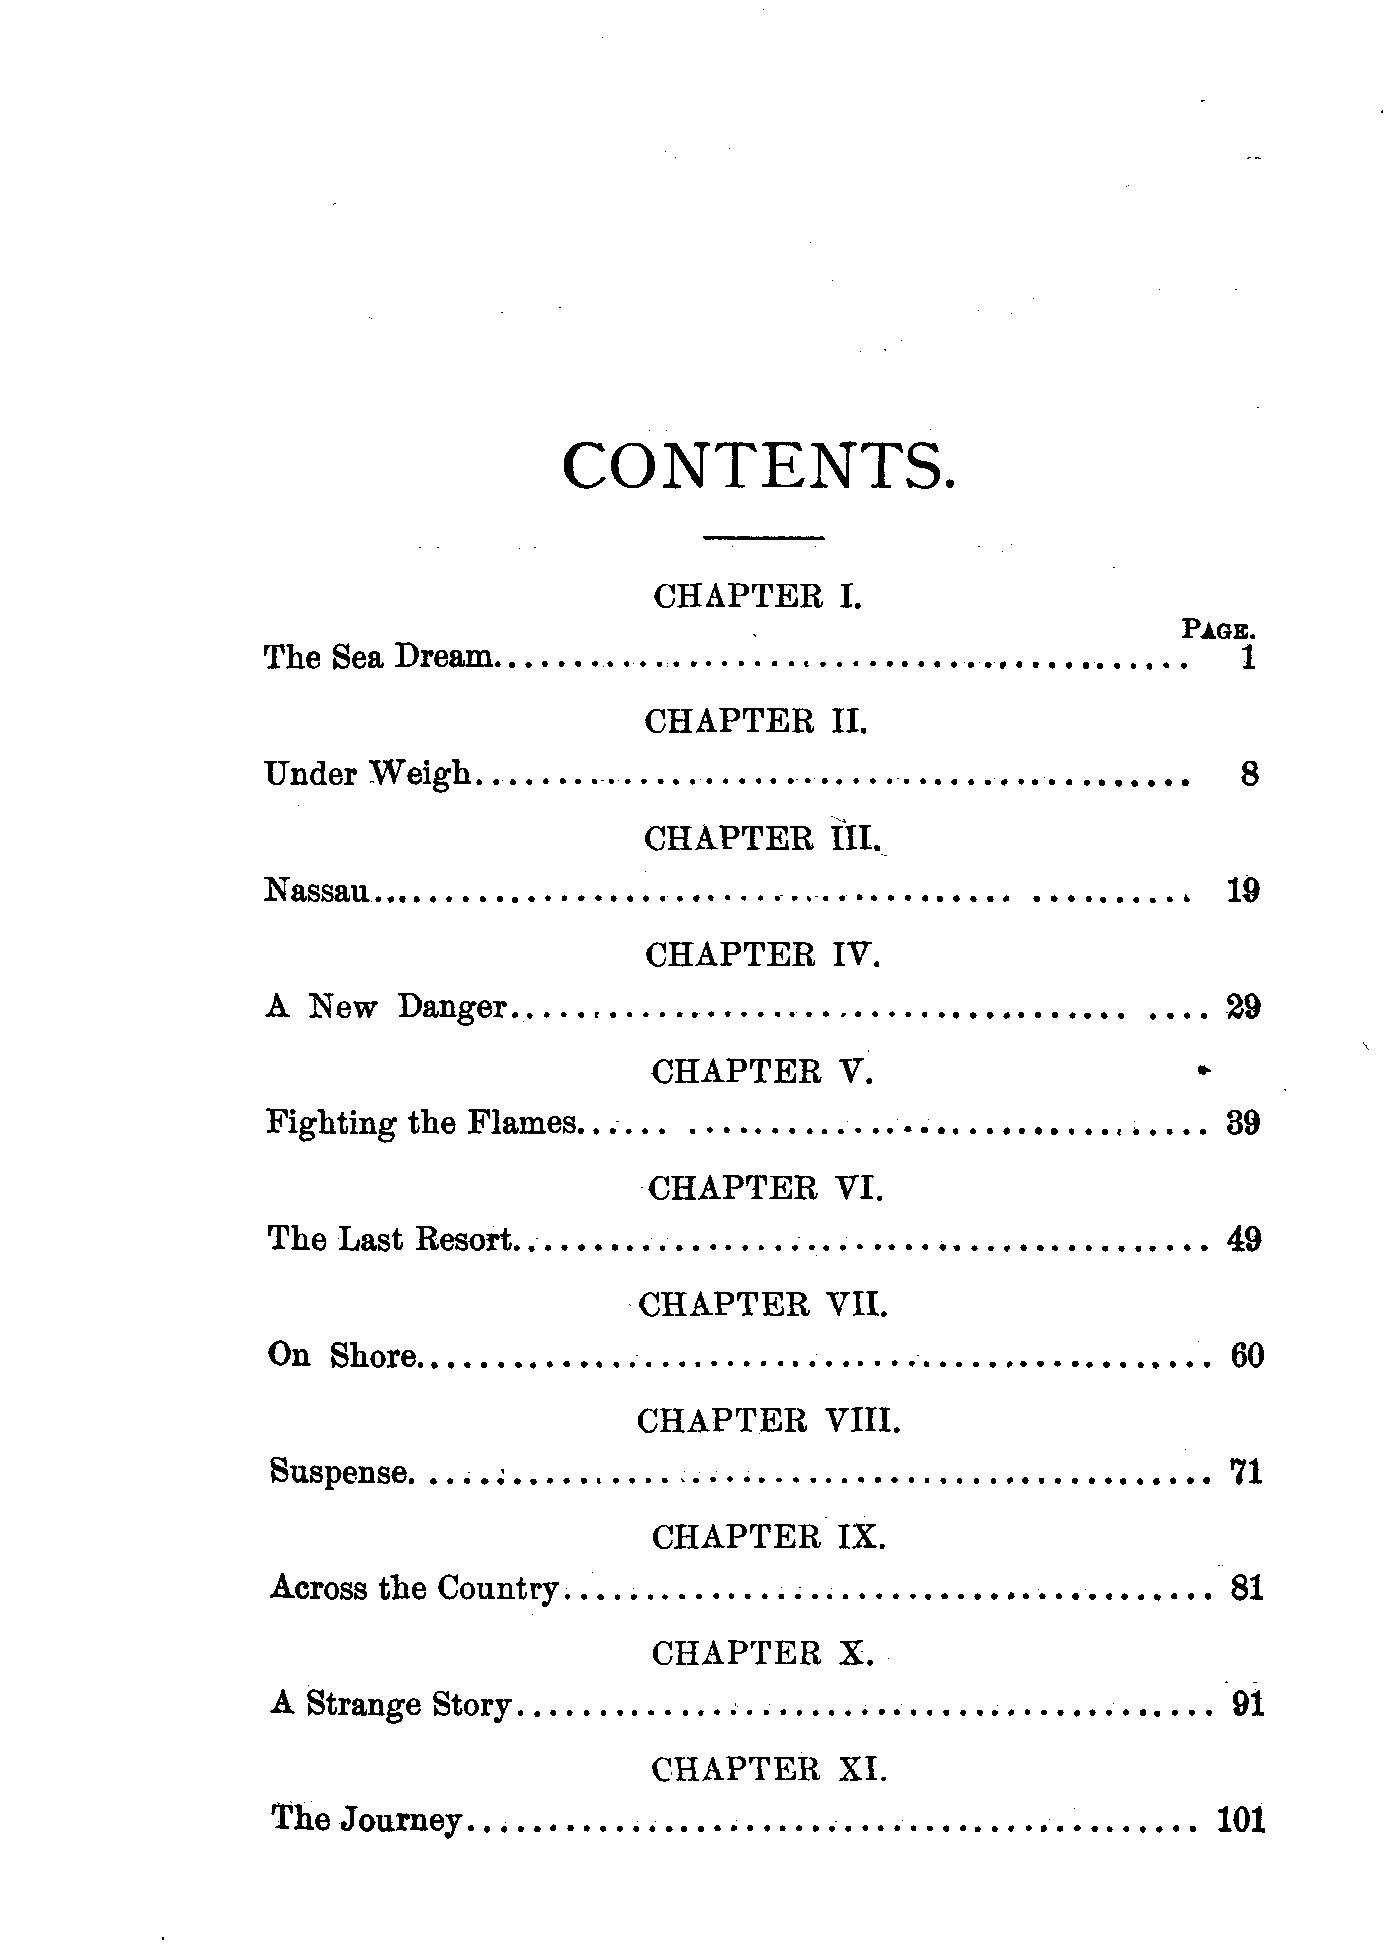 CONTENTS.
CHAPTER I.
PAGE.
The Sea Dream............................................ 1
CHAPTER II.
Under Weigh............................................. 8
CHAPTER III.
Nassau.................................................. 19
CHAPTER IV.
A New Danger............................................ 29
CHAPTER V.
Fighting the Flames....................................... 39
CHAPTER VI.
The Last Resort........................................... 49
CHAPTER VII.
On Shore................................................. 60
CHAPTER VIII.
Suspense................................................. 71
CHAPTER IX.
Across the Country........................................ 81
CHAPTER X.
A Strange Story........................................... 91
CHAPTER XI.
The Journey.............................................. 101